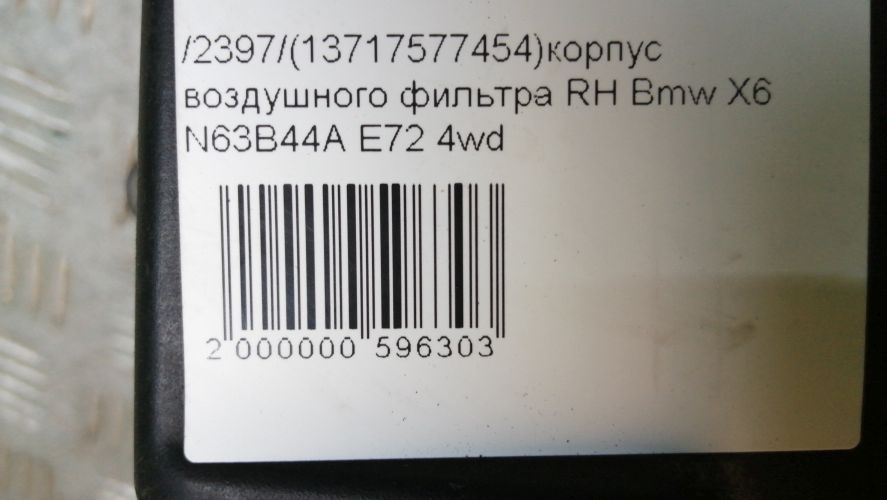 /2397/(13717577454)корпус
воздушного фильтра RH Bmw X6
N63B44A E72 4wd
2 000000 596303